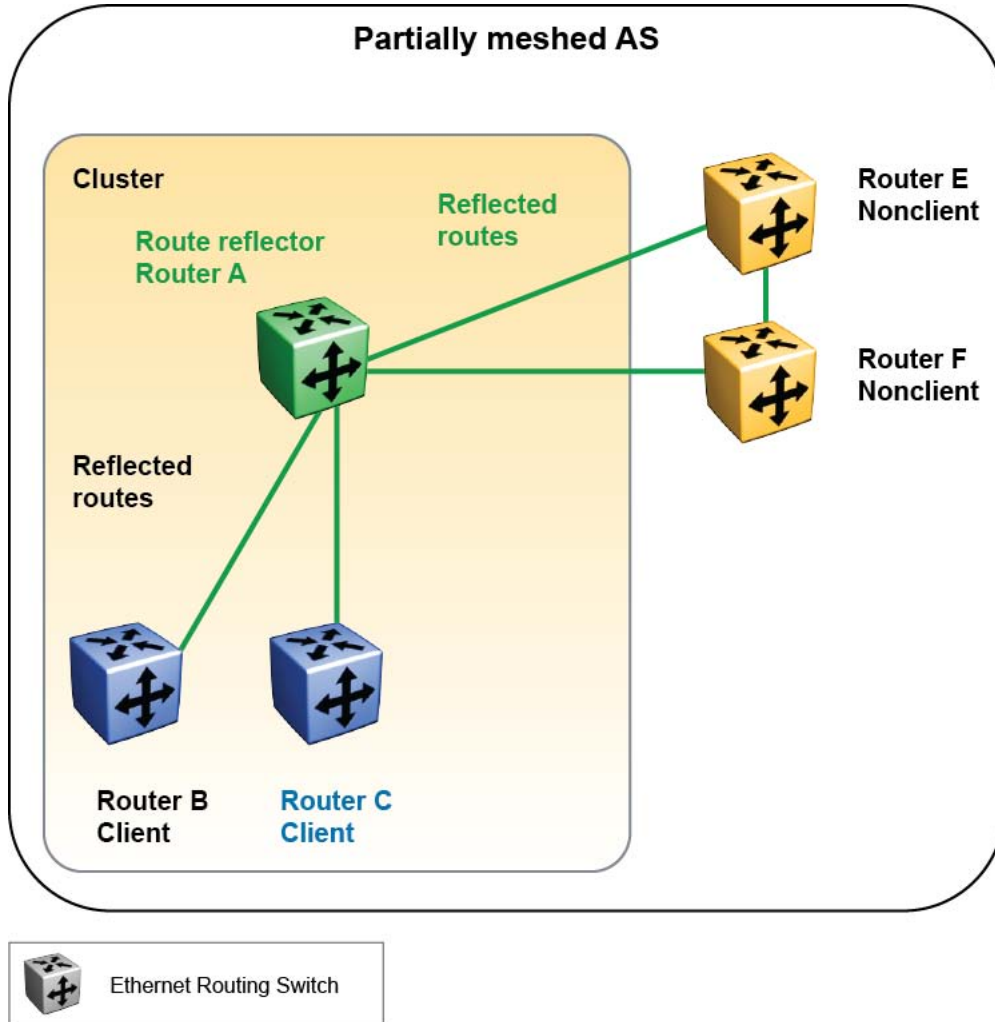 Partially meshed AS
Cluster
Reflected
routes
Route reflector
Router A
Router E
Nonclient
Router F
Nonclient
Reflected
routes
Router B
Client
Router C
Client
Ethernet Routing Switch